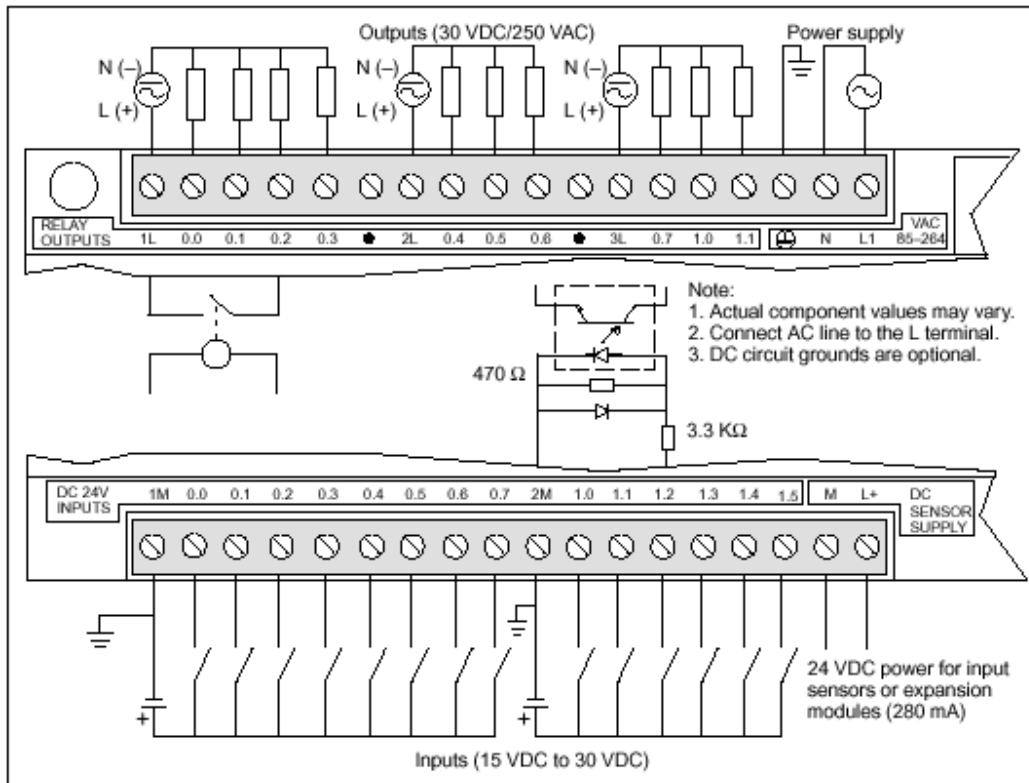 Outputs (30 VDC/250 VAC)
Power supply
N (–)
L (+)
N (–)
L (+)
N (–)
L (+)
RELAY
OUTPUTS
1L 0.0 0.1 0.2 0.3 2L 0.4 0.5 0.6 3L 0.7 1.0 1.1 N L1
VAC
85–264
Note:
1. Actual component values may vary.
2. Connect AC line to the L terminal.
3. DC circuit grounds are optional.
470 Ω
3.3 KΩ
DC 24V
INPUTS
1M 0.0 0.1 0.2 0.3 0.4 0.5 0.6 0.7 2M 1.0 1.1 1.2 1.3 1.4 1.5 M L+
DC
SENSOR
SUPPLY
+
+
24 VDC power for input
sensors or expansion
modules (280 mA)
Inputs (15 VDC to 30 VDC)